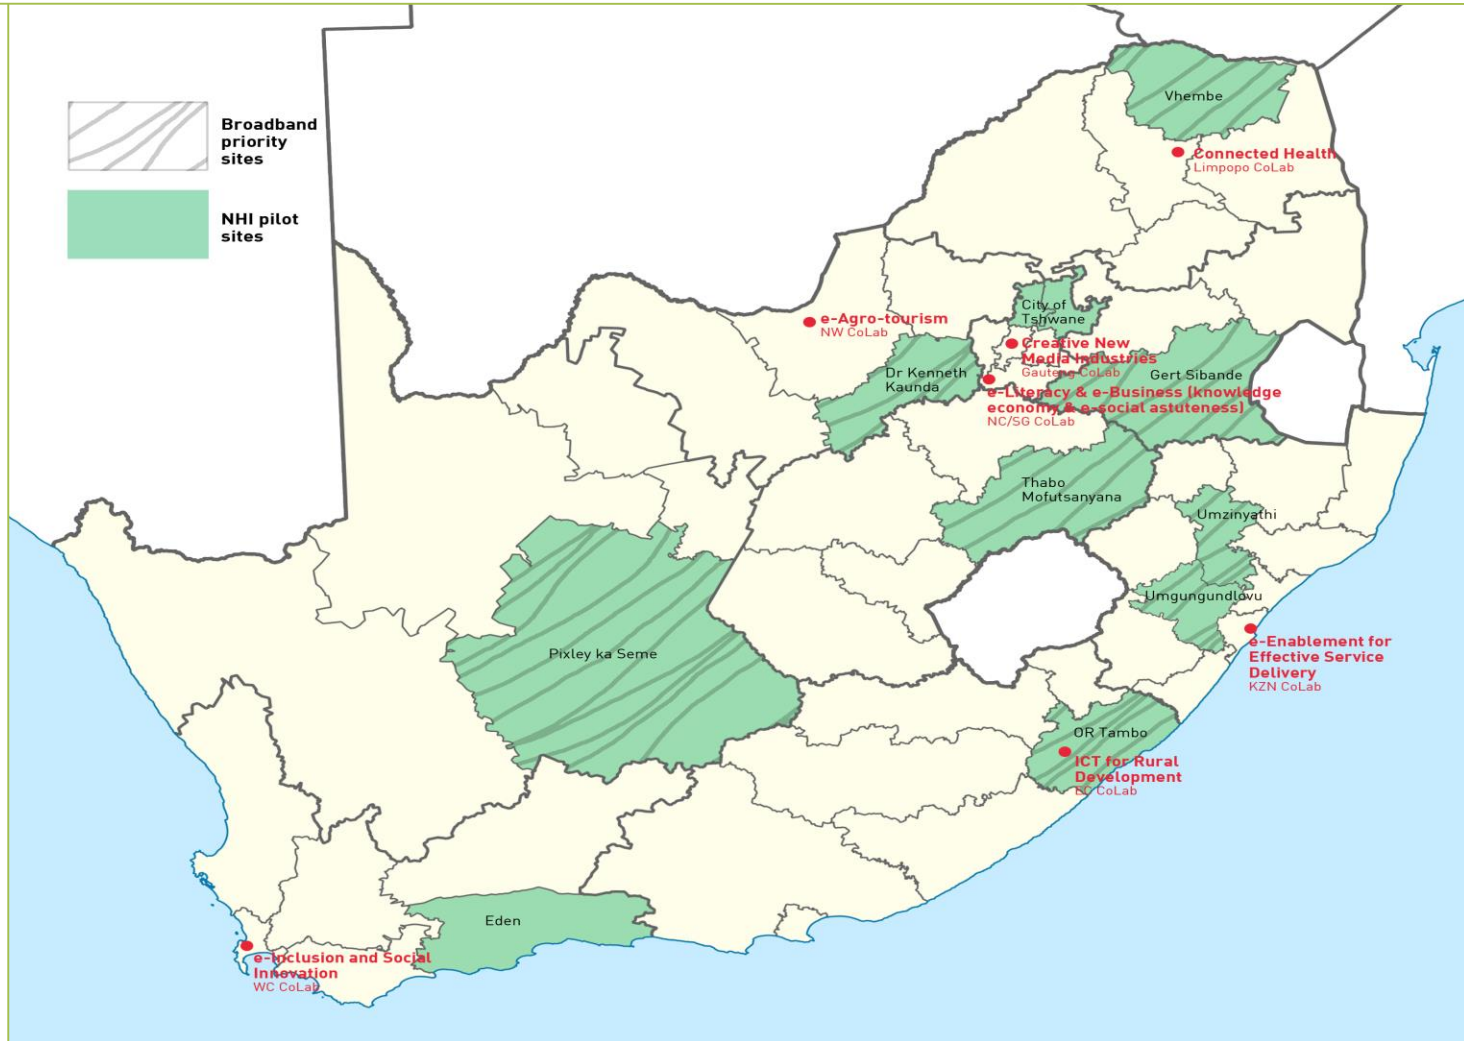 Broadband
priority
sites
NHI pilot
sites
Vhembe
Connected Health
Limpopo CoLab
City of
Tshwane
e-Agro-tourism
NW CoLab
Creative New
Media Industries
Gauteng CoLab
Dr Kenneth
Kaunda
Gert Sibande
e-Literacy & e-Business (knowledge
economy & e-social astuteness)
NC/SG CoLab
Thabo
Mofutsanyana
Umzinyathi
Umgungundlovu
e-Enablement for
Effective Service
Delivery
KZN CoLab
Pixley ka Seme
OR Tambo
ICT for Rural
Development
EC CoLab
Eden
e-Inclusion and Social
Innovation
WC CoLab